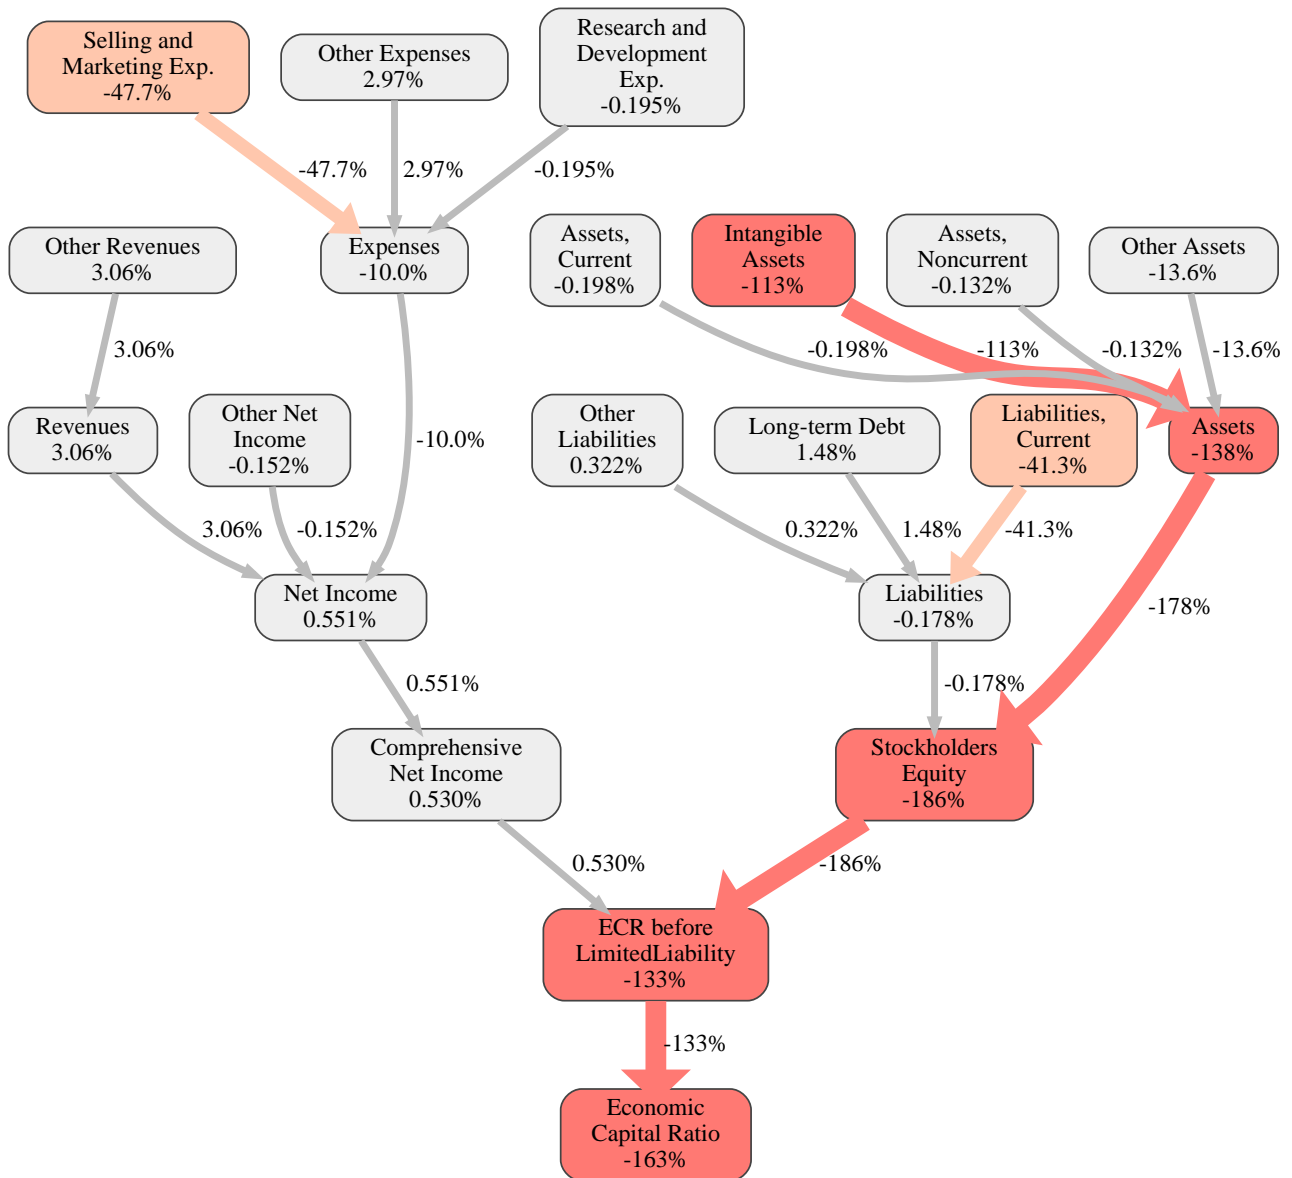 Selling and
Marketing Exp.
-47.7%
Other Expenses
2.97%
Research and
Development
Exp.
-0.195%
-47.7%
2.97%
-0.195%
Other Revenues
3.06%
Expenses
-10.0%
Assets,
Current
-0.198%
Intangible
Assets
-113%
Assets,
Noncurrent
-0.132%
Other Assets
-13.6%
3.06%
-0.198%
-113%
-0.132%
-13.6%
Revenues
3.06%
Other Net
Income
-0.152%
-10.0%
Other
Liabilities
0.322%
Long-term Debt
1.48%
Liabilities,
Current
-41.3%
Assets
-138%
3.06%
-0.152%
0.322%
1.48%
-41.3%
Net Income
0.551%
Liabilities
-0.178%
-178%
0.551%
-0.178%
Comprehensive
Net Income
0.530%
Stockholders
Equity
-186%
0.530%
-186%
ECR before
LimitedLiability
-133%
-133%
Economic
Capital Ratio
-163%